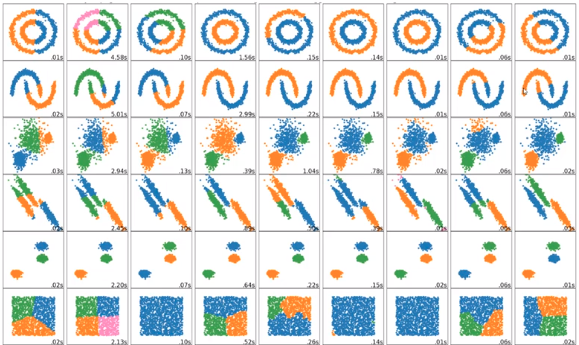 .01s 4.58s .10s 1.56s .15s .14s .01s .06s .01s
.02s 5.01s .07s 2.99s .22s .15s .01s .06s .01s
.03s 2.94s .13s .39s 1.04s .78s .02s .06s .02s
.02s 2.20s .07s .64s .22s .15s .02s .06s .01s
.02s 2.13s .10s .52s .26s .14s .01s .06s .02s